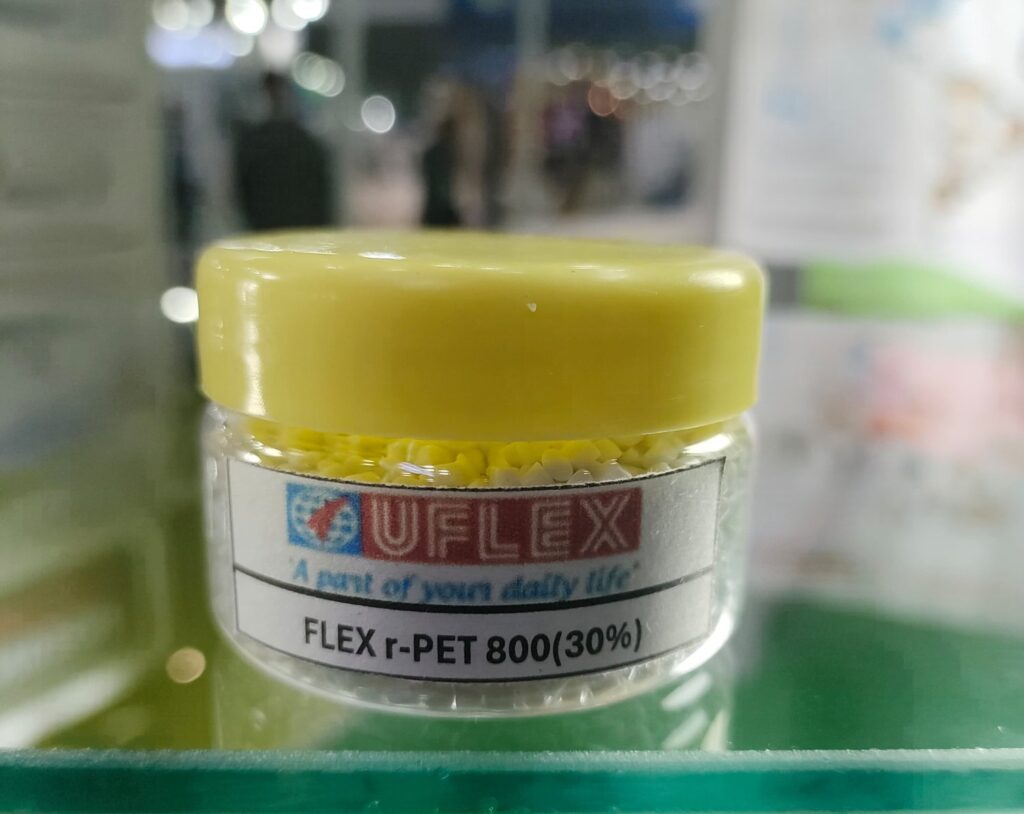 UFLEX
'A part of your daily life'
FLEX r-PET 800(30%)